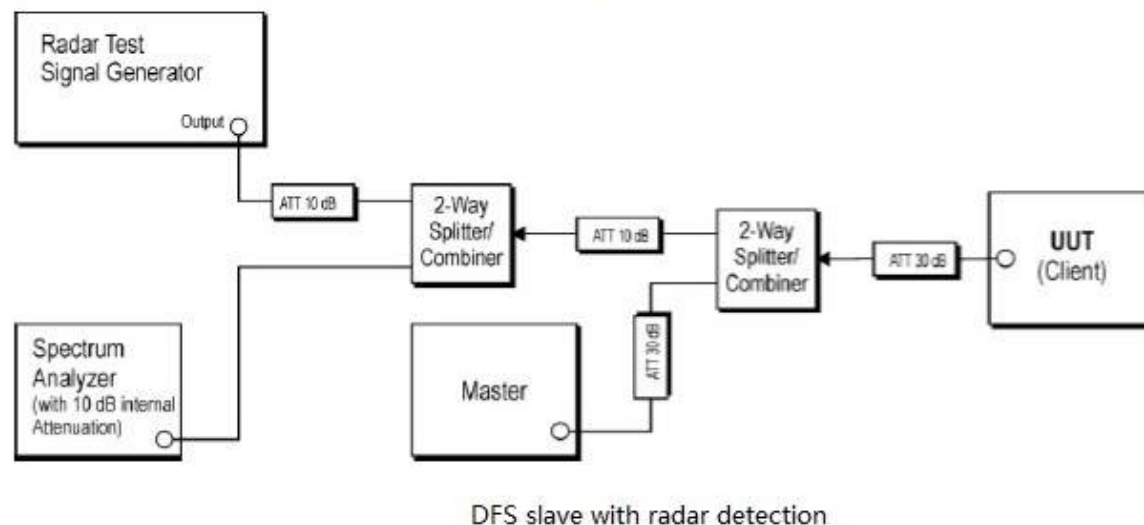 Radar Test
Signal Generator
Output
ATT 10 dB
2-Way
Splitter/
Combiner
ATT 10 dB
2-Way
Splitter/
Combiner
ATT 30 dB
UUT
(Client)
Spectrum
Analyzer
(with 10 dB internal
Attenuation)
Master
ATT 30 dB
DFS slave with radar detection